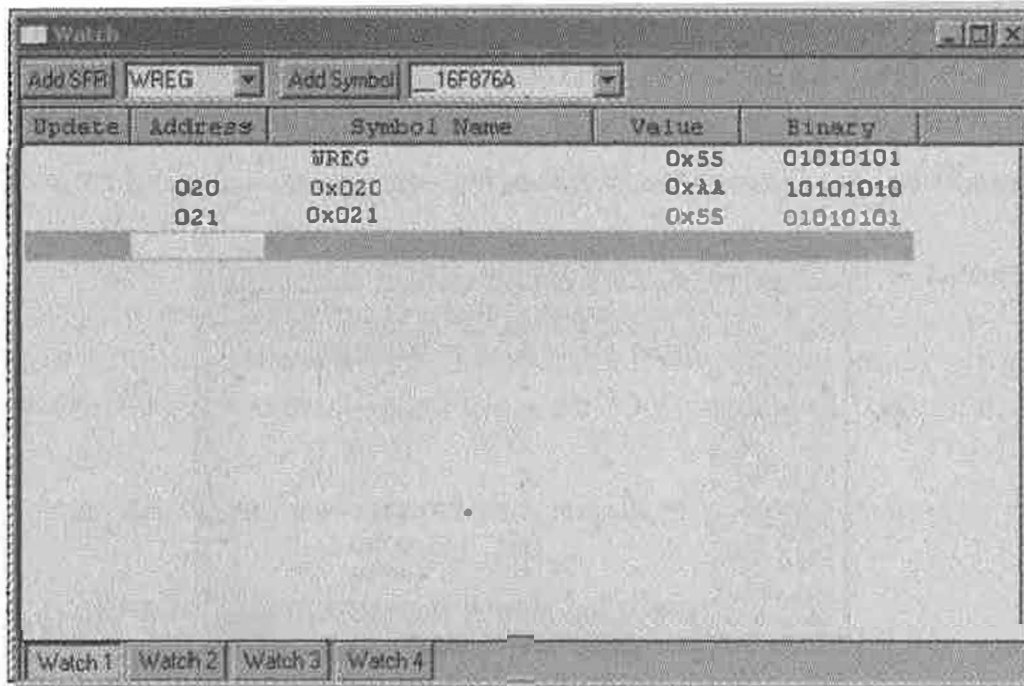 Watch
Add SFR WREG Add Symbol __16F876A
Update Address Symbol Name Value Binary
WREG 0x55 01010101
020 0x020 0xAA 10101010
021 0x021 0x55 01010101
Watch 1 Watch 2 Watch 3 Watch 4